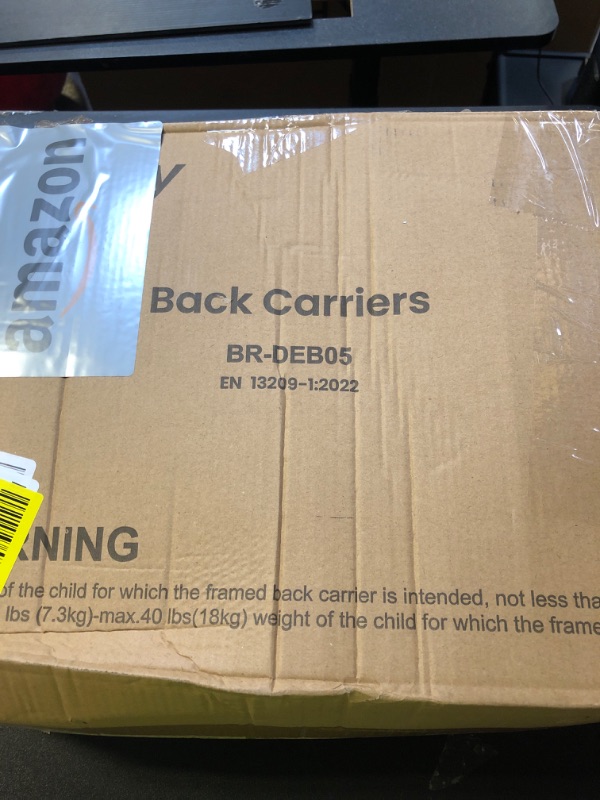 amazon
y
Back Carriers
BR-DEB05
EN 13209-1:2022
RNING
of the child for which the framed back carrier is intended, not less tha
lbs (7.3kg)-max.40 lbs(18kg) weight of the child for which the frame